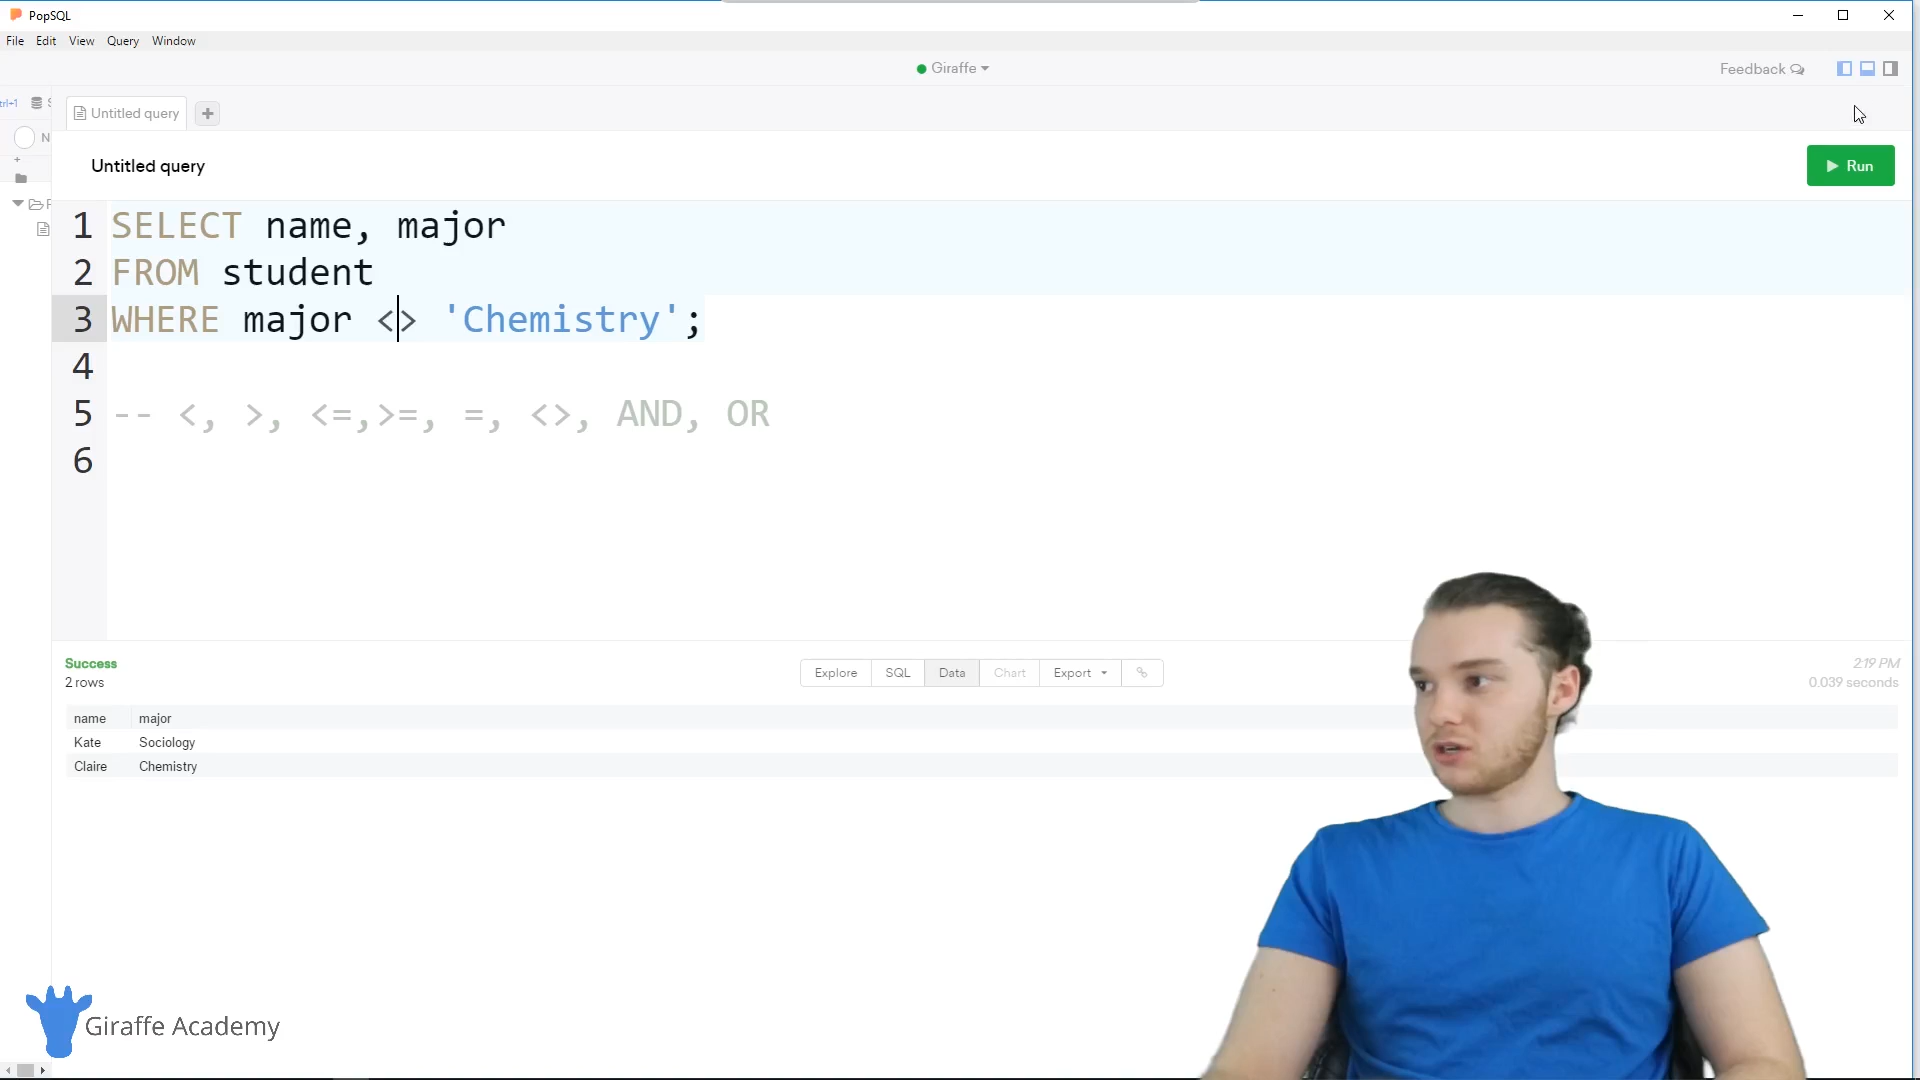 PopSQL
File Edit View Query Window
Giraffe
Feedback
trl+1 S
Untitled query +
N
Untitled query
Run
+
F
1 SELECT name, major
2 FROM student
3 WHERE major <> 'Chemistry';
4
5 -- <, >, <=,>=, =, <>, AND, OR
6
Success
2 rows
Explore SQL Data Chart Export
2:19 PM
0.039 seconds
name major
Kate Sociology
Claire Chemistry
Giraffe Academy